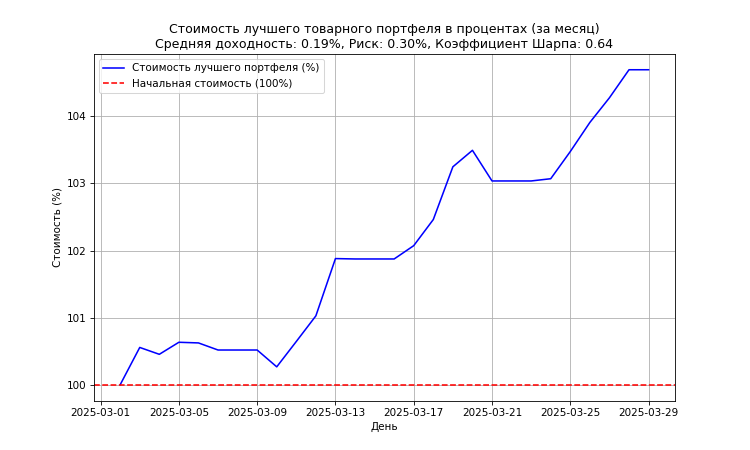 Стоимость лучшего товарного портфеля в процентах (за месяц)
Средняя доходность: 0.19%, Риск: 0.30%, Коэффициент Шарпа: 0.64
Стоимость лучшего портфеля (%)
Начальная стоимость (100%)
Стоимость (%)
104
103
102
101
100
2025-03-01 2025-03-05 2025-03-09 2025-03-13 2025-03-17 2025-03-21 2025-03-25 2025-03-29
День